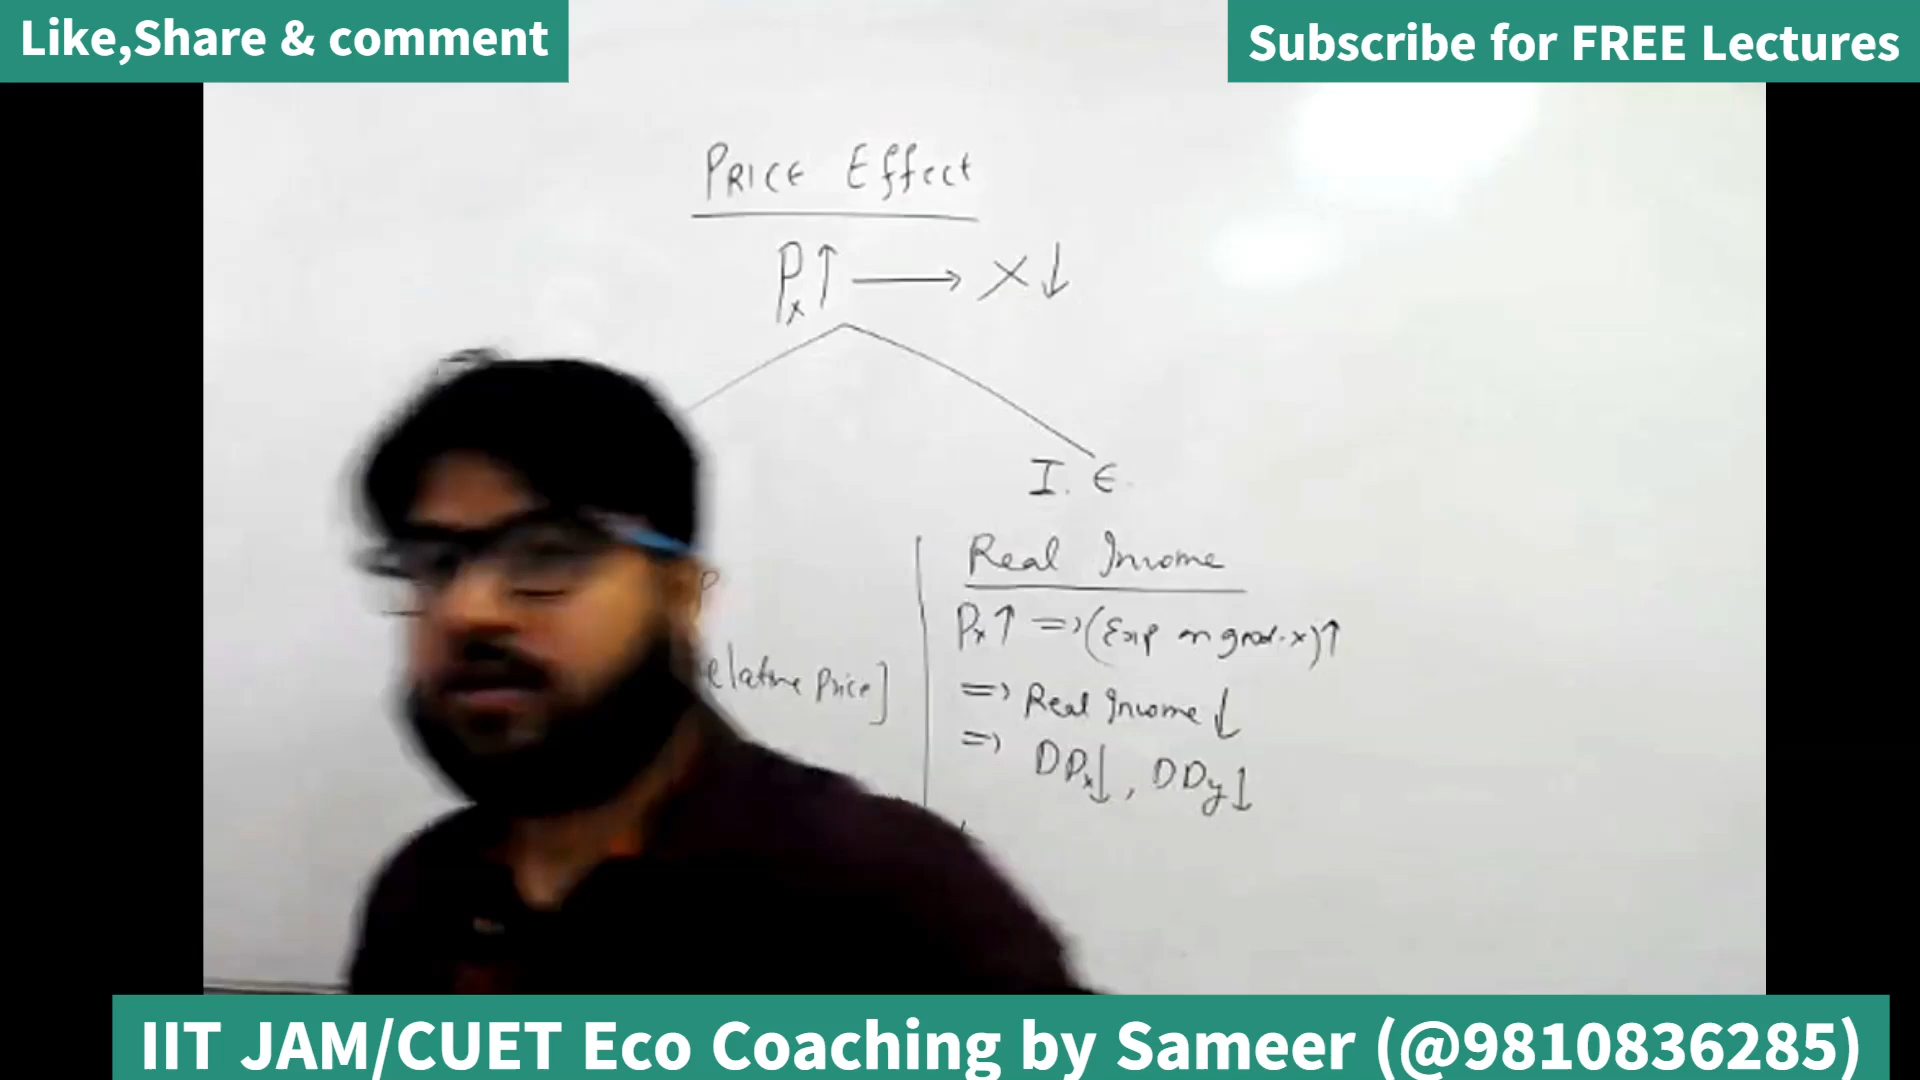 Like,Share & comment
Subscribe for FREE Lectures
PRICE Effect
Px↑ ⟶ X↓
I. E.
Real Income
Px↑ => (Exp on good-x)↑
=> Real Income ↓
=> DDx↓, DDy↓
P
elative Price]
IIT JAM/CUET Eco Coaching by Sameer (@9810836285)